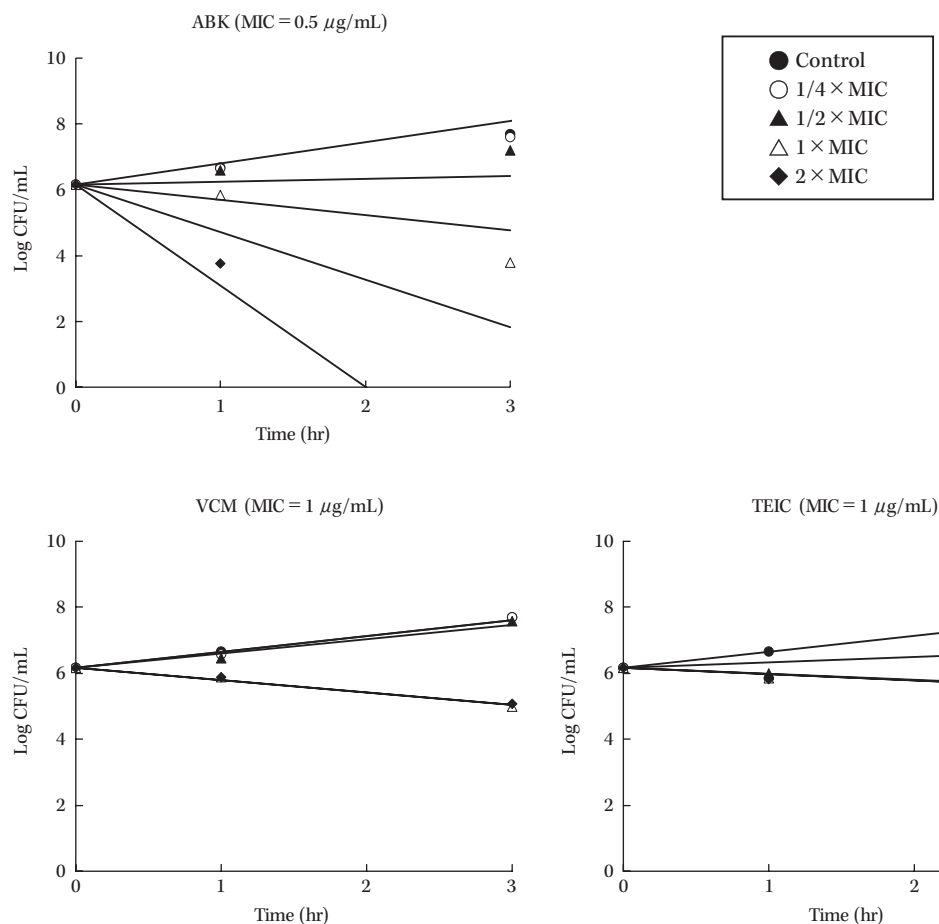 ABK (MIC = 0.5 μg/mL)
10
8
6
4
2
0
Log CFU/mL
0 1 2 3
Time (hr)
Control
1/4 × MIC
1/2 × MIC
1 × MIC
2 × MIC
VCM (MIC = 1 μg/mL)
10
8
6
4
2
0
Log CFU/mL
0 1 2 3
Time (hr)
TEIC (MIC = 1 μg/mL)
10
8
6
4
2
0
Log CFU/mL
0 1 2
Time (hr)